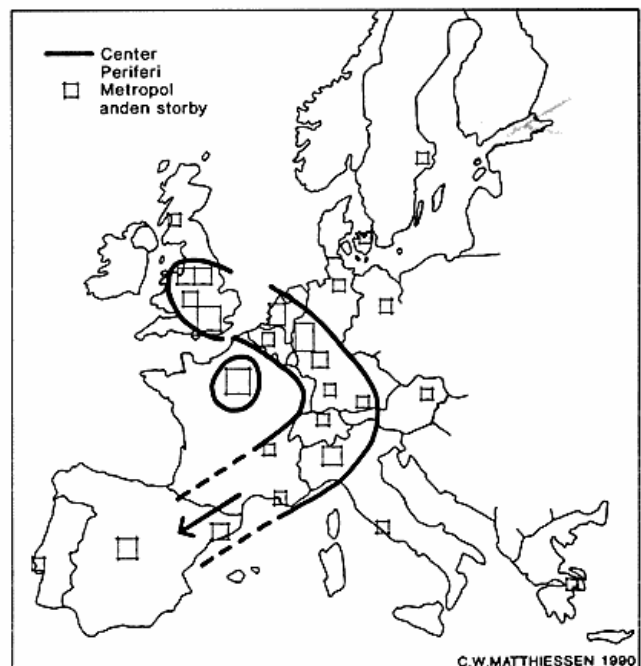 Center
Periferi
Metropol
anden storby
C.W.MATTHIESSEN 1990